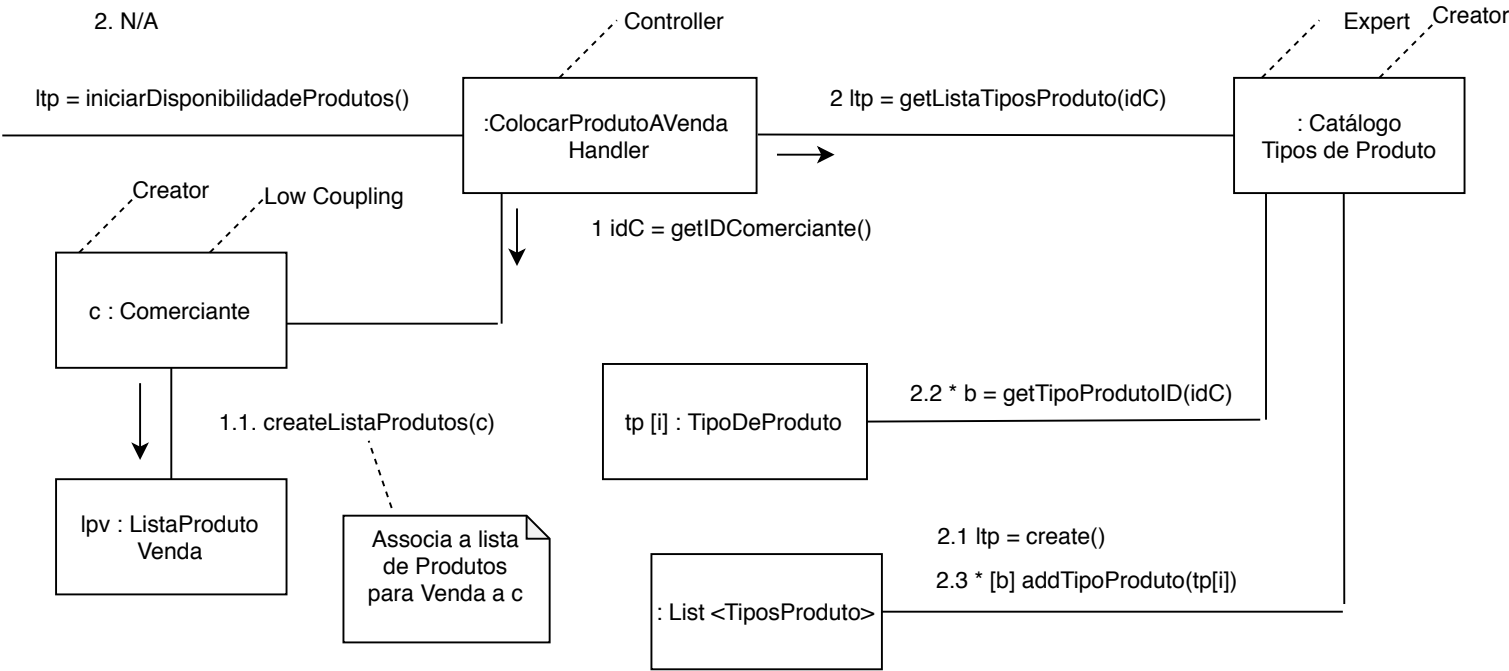 2. N/A
Controller
Expert
Creator
ltp = iniciarDisponibilidadeProdutos()
:ColocarProdutoAVenda
Handler
2 ltp = getListaTiposProduto(idC)
: Catálogo
Tipos de Produto
Creator
Low Coupling
1 idC = getIDComerciante()
c : Comerciante
tp [i] : TipoDeProduto
2.2 * b = getTipoProdutoID(idC)
1.1. createListaProdutos(c)
lpv : ListaProduto
Venda
Associa a lista
de Produtos
para Venda a c
2.1 ltp = create()
2.3 * [b] addTipoProduto(tp[i])
: List <TiposProduto>